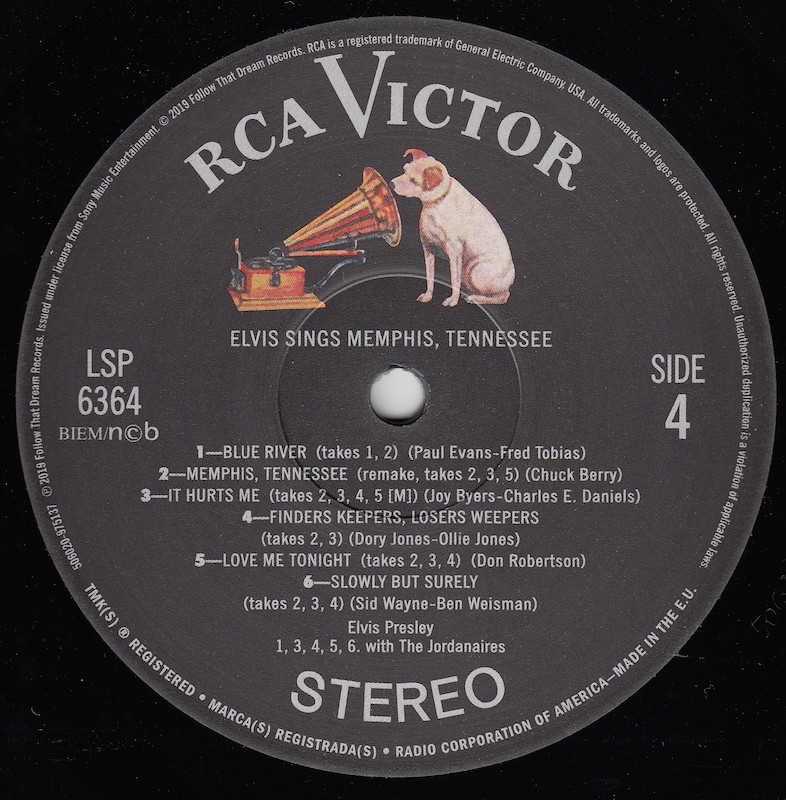 ℗ 2019 Follow That Dream Records. Issued under license from Sony Music Entertainment. © 2019 Follow That Dream Records. RCA is a registered trademark of General Electric Company, USA. All trademarks and logos are protected. All rights reserved. Unauthorized duplication is a violation of applicable laws.
RCA VICTOR
ELVIS SINGS MEMPHIS, TENNESSEE
LSP
6364
BIEM/n©b
SIDE
4
1—BLUE RIVER (takes 1, 2) (Paul Evans-Fred Tobias)
2—MEMPHIS, TENNESSEE (remake, takes 2, 3, 5) (Chuck Berry)
3—IT HURTS ME (takes 2, 3, 4, 5 [M]) (Joy Byers-Charles E. Daniels)
4—FINDERS KEEPERS, LOSERS WEEPERS
(takes 2, 3) (Dory Jones-Ollie Jones)
5—LOVE ME TONIGHT (takes 2, 3, 4) (Don Robertson)
6—SLOWLY BUT SURELY
(takes 2, 3, 4) (Sid Wayne-Ben Weisman)
Elvis Presley
1, 3, 4, 5, 6. with The Jordanaires
STEREO
506020-975137
TMK(S) ® REGISTERED • MARCA(S) REGISTRADA(S) • RADIO CORPORATION OF AMERICA—MADE IN THE E.U.